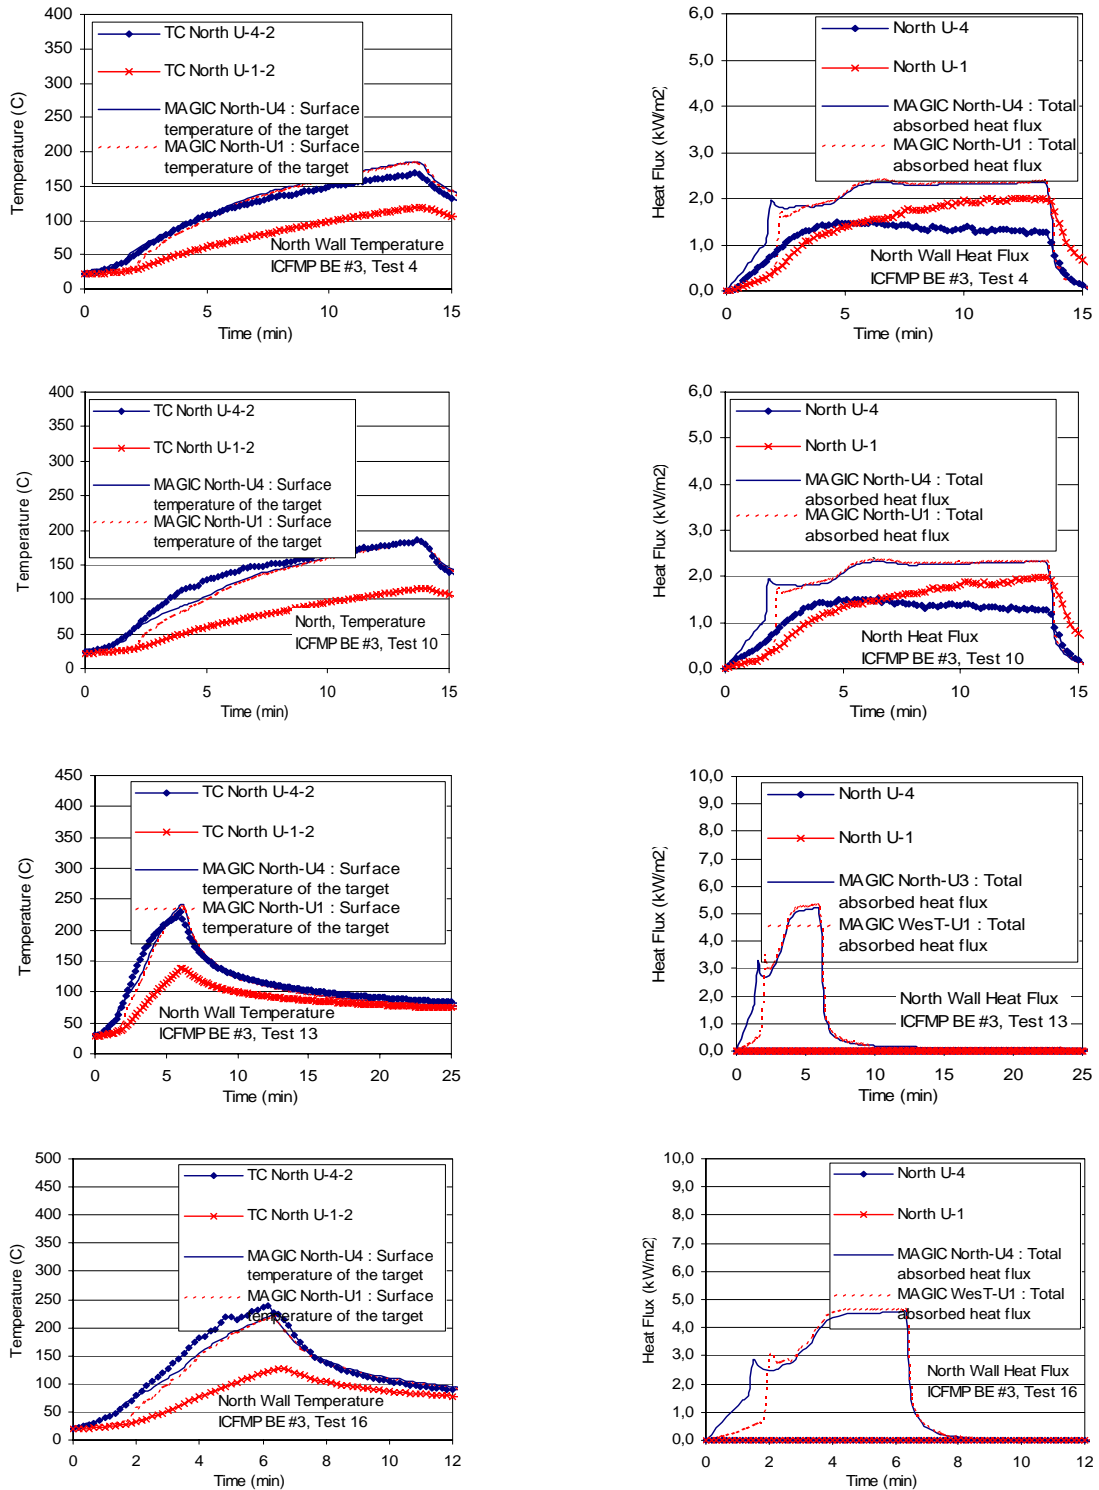 400
350
300
250
200
150
100
50
0
Temperature (C)
TC North U-4-2
TC North U-1-2
MAGIC North-U4 : Surface
temperature of the target
MAGIC North-U1 : Surface
temperature of the target
North Wall Temperature
ICFMP BE #3, Test 4
0 5 10 15
Time (min)
6,0
5,0
4,0
3,0
2,0
1,0
0,0
Heat Flux (kW/m2)
North U-4
North U-1
MAGIC North-U4 : Total
absorbed heat flux
MAGIC North-U1 : Total
absorbed heat flux
North Wall Heat Flux
ICFMP BE #3, Test 4
0 5 10 15
Time (min)
400
350
300
250
200
150
100
50
0
Temperature (C)
TC North U-4-2
TC North U-1-2
MAGIC North-U4 : Surface
temperature of the target
MAGIC North-U1 : Surface
temperature of the target
North, Temperature
ICFMP BE #3, Test 10
0 5 10 15
Time (min)
6,0
5,0
4,0
3,0
2,0
1,0
0,0
Heat Flux (kW/m2)
North U-4
North U-1
MAGIC North-U4 : Total
absorbed heat flux
MAGIC North-U1 : Total
absorbed heat flux
North Heat Flux
ICFMP BE #3, Test 10
0 5 10 15
Time (min)
450
400
350
300
250
200
150
100
50
0
Temperature (C)
TC North U-4-2
TC North U-1-2
MAGIC North-U4 : Surface
temperature of the target
MAGIC North-U1 : Surface
temperature of the target
North Wall Temperature
ICFMP BE #3, Test 13
0 5 10 15 20 25
Time (min)
10,0
9,0
8,0
7,0
6,0
5,0
4,0
3,0
2,0
1,0
0,0
Heat Flux (kW/m2)
North U-4
North U-1
MAGIC North-U3 : Total
absorbed heat flux
MAGIC WesT-U1 : Total
absorbed heat flux
North Wall Heat Flux
ICFMP BE #3, Test 13
0 5 10 15 20 25
Time (min)
500
450
400
350
300
250
200
150
100
50
0
Temperature (C)
TC North U-4-2
TC North U-1-2
MAGIC North-U4 : Surface
temperature of the target
MAGIC North-U1 : Surface
temperature of the target
North Wall Temperature
ICFMP BE #3, Test 16
0 2 4 6 8 10 12
Time (min)
10,0
9,0
8,0
7,0
6,0
5,0
4,0
3,0
2,0
1,0
0,0
Heat Flux (kW/m2)
North U-4
North U-1
MAGIC North-U4 : Total
absorbed heat flux
MAGIC WesT-U1 : Total
absorbed heat flux
North Wall Heat Flux
ICFMP BE #3, Test 16
0 2 4 6 8 10 12
Time (min)